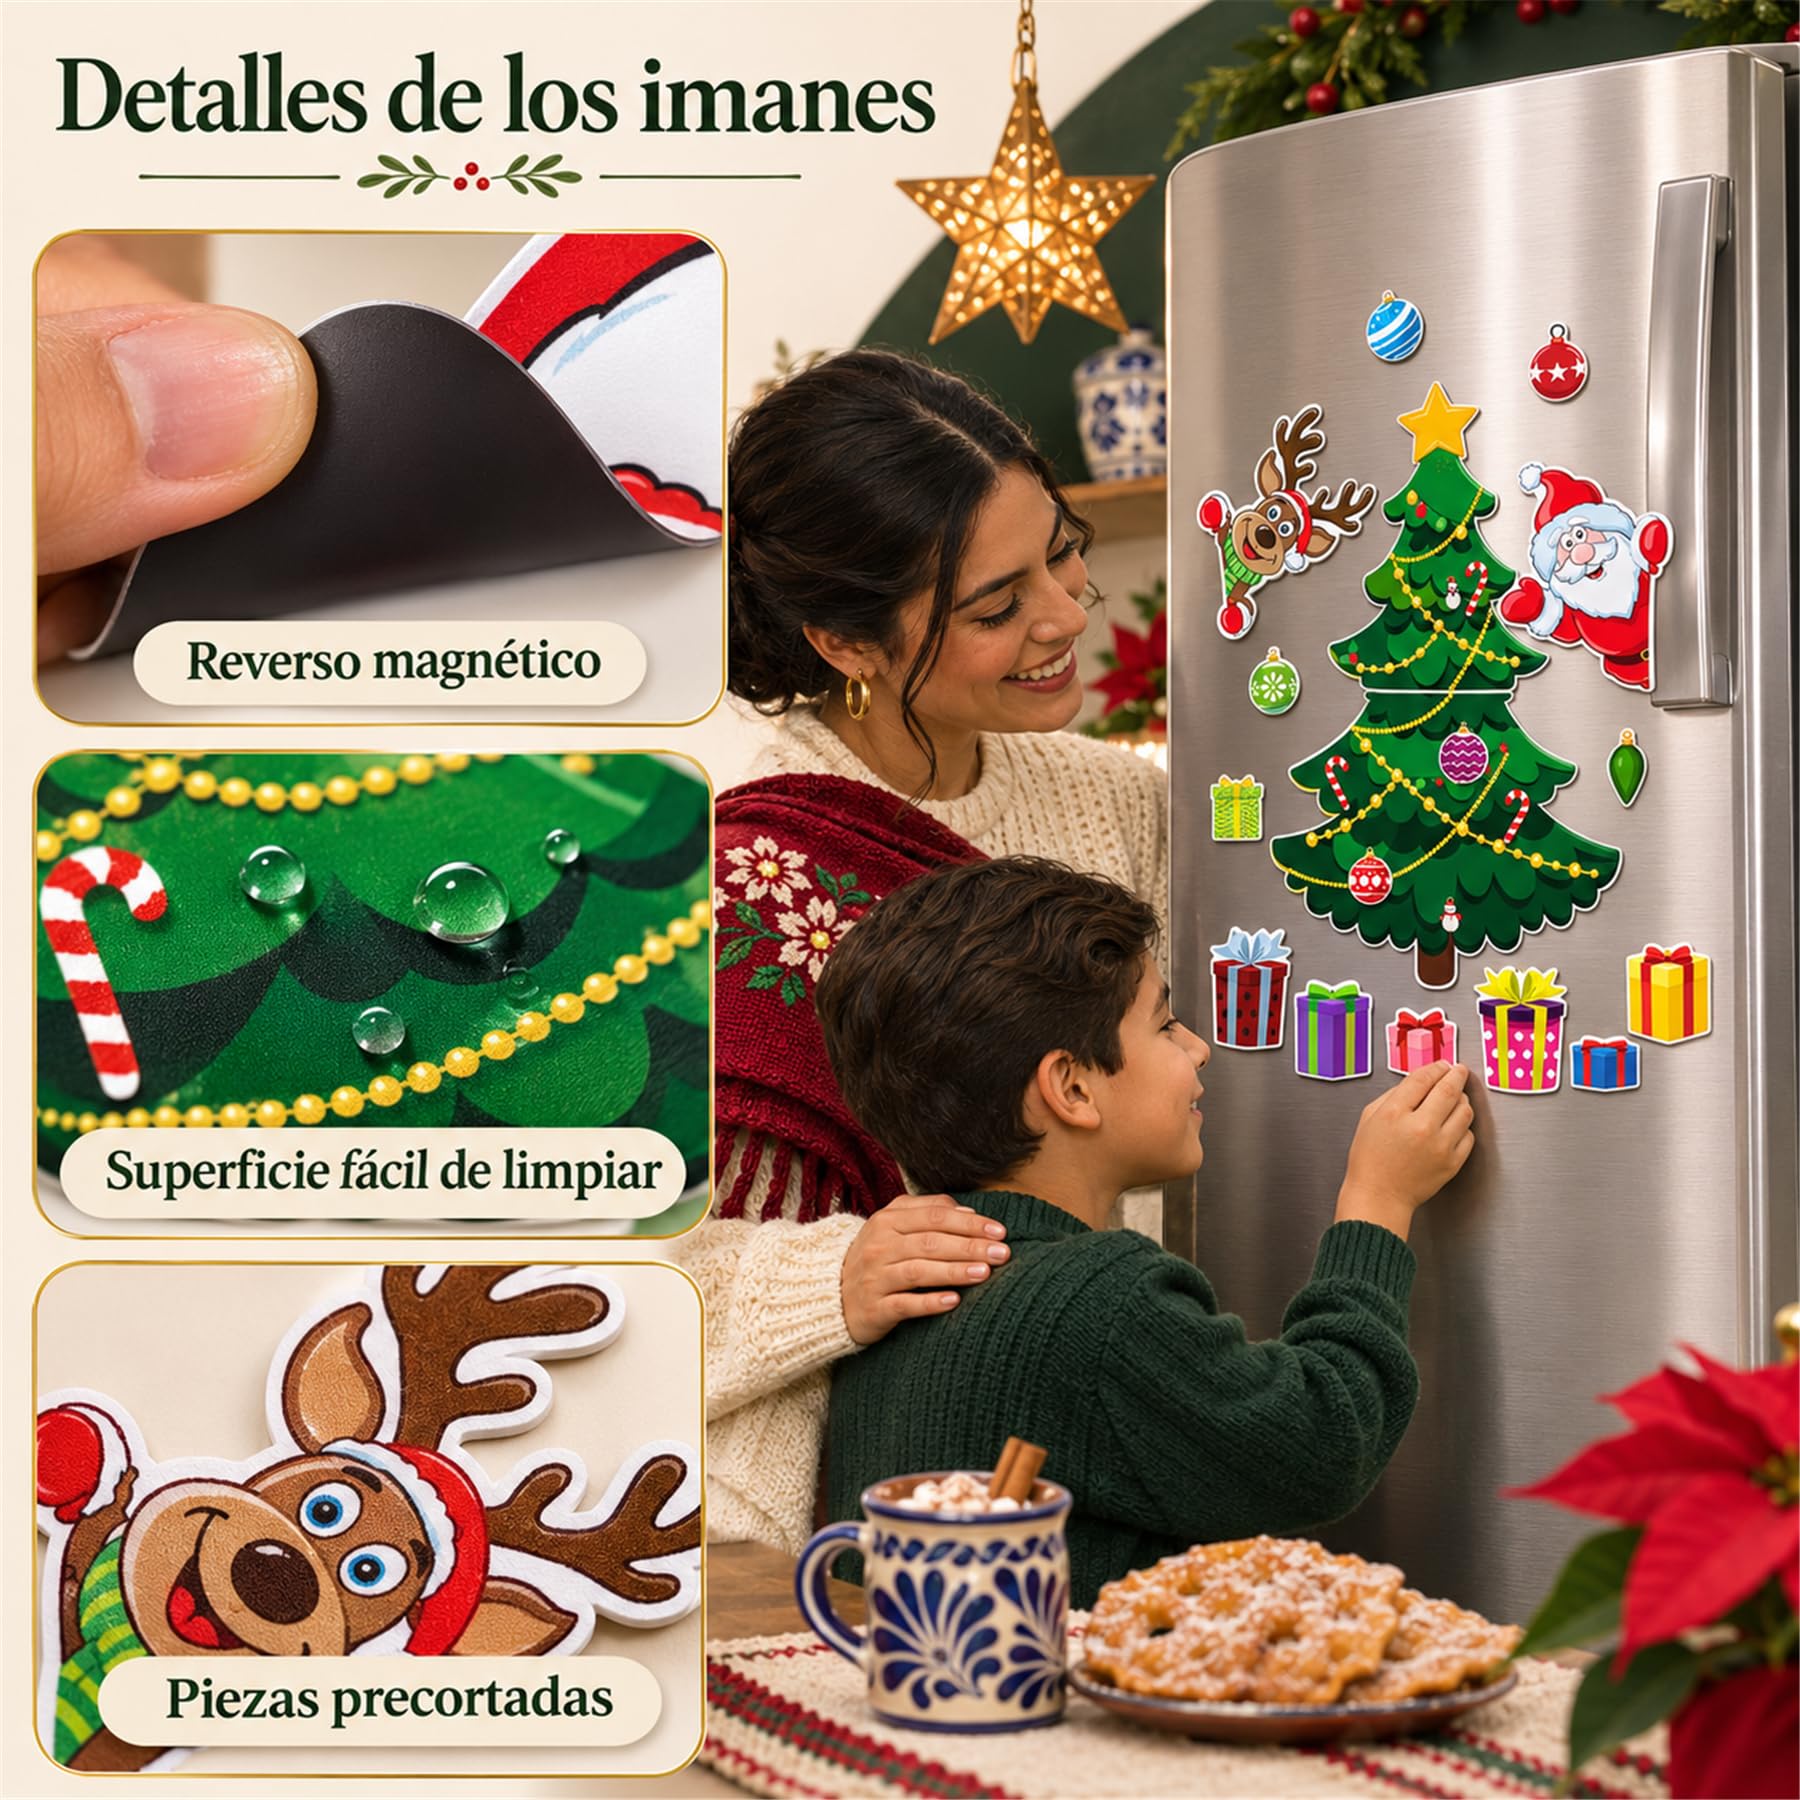 Detalles de los imanes
Reverso magnético
Superficie fácil de limpiar
Piezas precortadas